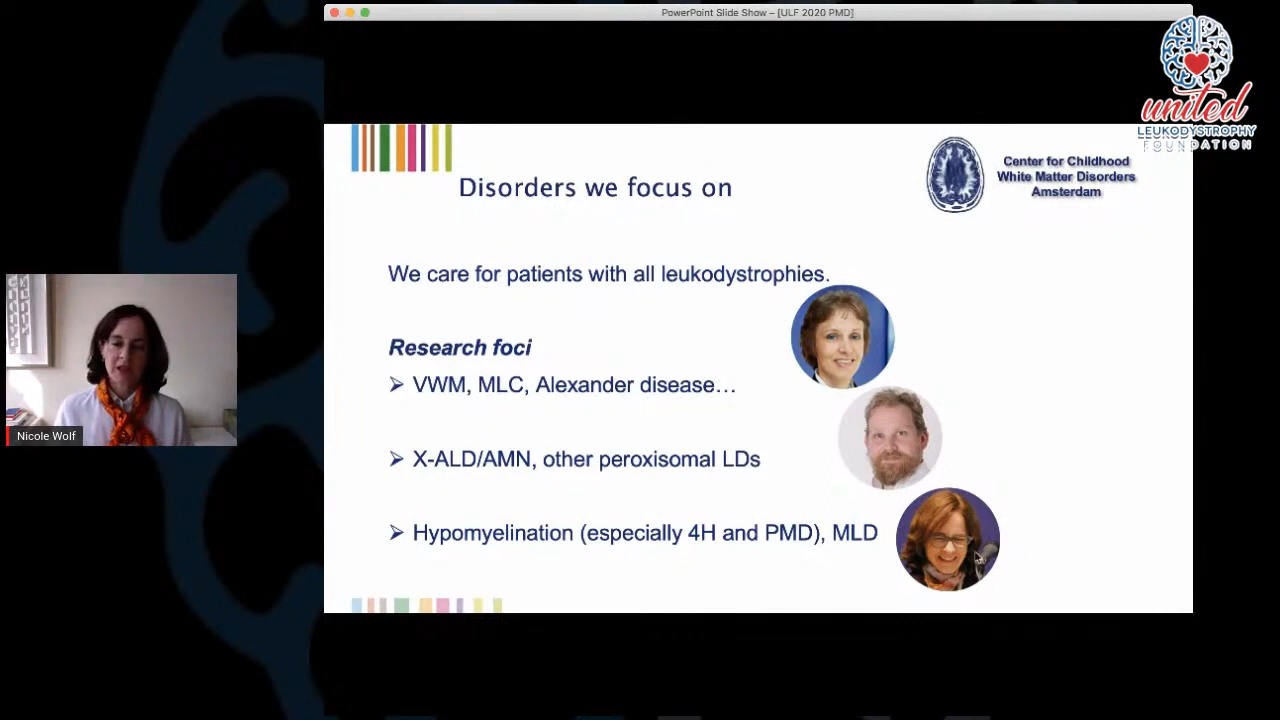 PowerPoint Slide Show – [ULF 2020 PMD]
united
LEUKODYSTROPHY
FOUNDATION
Center for Childhood
White Matter Disorders
Amsterdam
Disorders we focus on
We care for patients with all leukodystrophies.
Research foci
➢ VWM, MLC, Alexander disease…
Nicole Wolf
➢ X-ALD/AMN, other peroxisomal LDs
➢ Hypomyelination (especially 4H and PMD), MLD